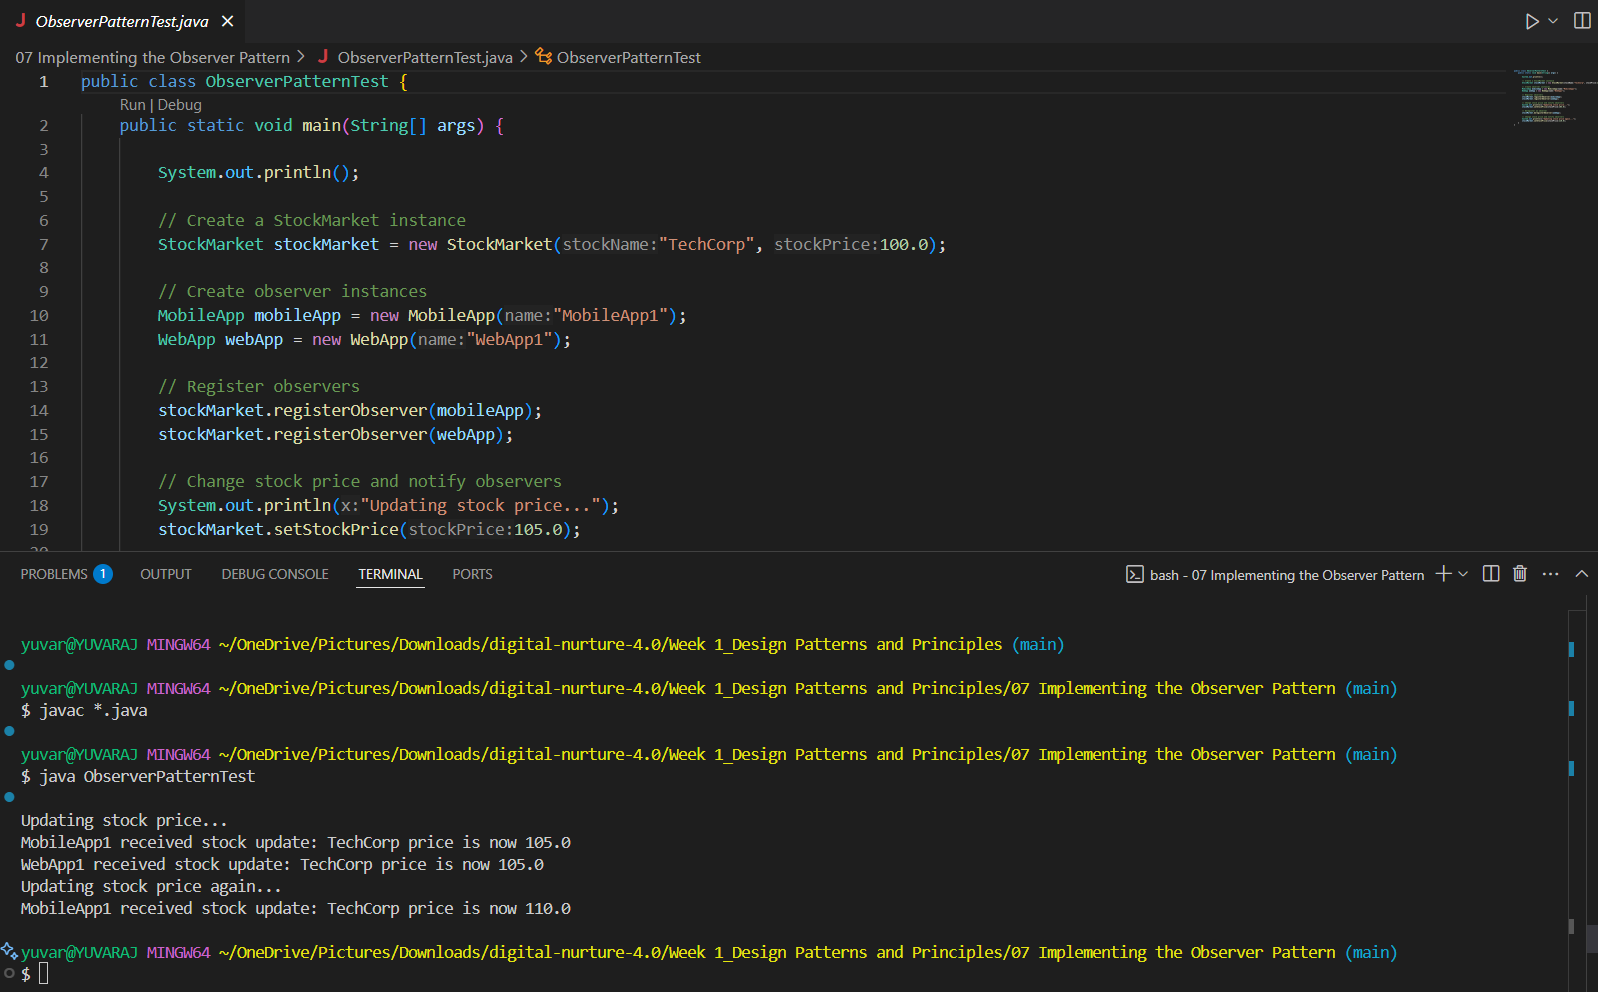 J ObserverPatternTest.java
07 Implementing the Observer Pattern > J ObserverPatternTest.java > ObserverPatternTest
1 public class ObserverPatternTest {
Run | Debug
2 public static void main(String[] args) {
3
4 System.out.println();
5
6 // Create a StockMarket instance
7 StockMarket stockMarket = new StockMarket(stockName:"TechCorp", stockPrice:100.0);
8
9 // Create observer instances
10 MobileApp mobileApp = new MobileApp(name:"MobileApp1");
11 WebApp webApp = new WebApp(name:"WebApp1");
12
13 // Register observers
14 stockMarket.registerObserver(mobileApp);
15 stockMarket.registerObserver(webApp);
16
17 // Change stock price and notify observers
18 System.out.println(x:"Updating stock price...");
19 stockMarket.setStockPrice(stockPrice:105.0);
PROBLEMS 1 OUTPUT DEBUG CONSOLE TERMINAL PORTS bash - 07 Implementing the Observer Pattern
yuvar@YUVARAJ MINGW64 ~/OneDrive/Pictures/Downloads/digital-nurture-4.0/Week 1_Design Patterns and Principles (main)
yuvar@YUVARAJ MINGW64 ~/OneDrive/Pictures/Downloads/digital-nurture-4.0/Week 1_Design Patterns and Principles/07 Implementing the Observer Pattern (main)
$ javac *.java
yuvar@YUVARAJ MINGW64 ~/OneDrive/Pictures/Downloads/digital-nurture-4.0/Week 1_Design Patterns and Principles/07 Implementing the Observer Pattern (main)
$ java ObserverPatternTest
Updating stock price...
MobileApp1 received stock update: TechCorp price is now 105.0
WebApp1 received stock update: TechCorp price is now 105.0
Updating stock price again...
MobileApp1 received stock update: TechCorp price is now 110.0
yuvar@YUVARAJ MINGW64 ~/OneDrive/Pictures/Downloads/digital-nurture-4.0/Week 1_Design Patterns and Principles/07 Implementing the Observer Pattern (main)
$